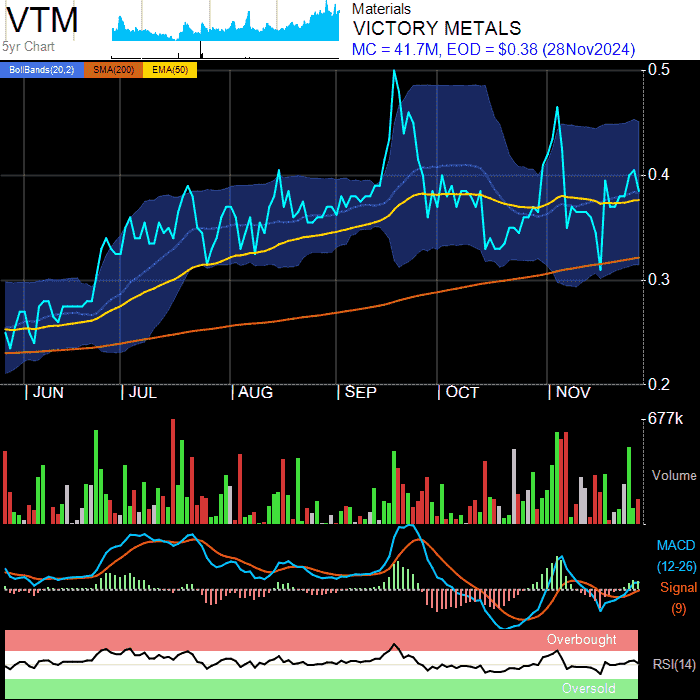 VTM
5yr Chart
Materials
VICTORY METALS
MC = 41.7M, EOD = $0.38 (28Nov2024)
BollBands(20,2) SMA(200) EMA(50)
0.5
0.4
0.3
0.2
JUN JUL AUG SEP OCT NOV
677k
Volume
MACD
(12-26)
Signal
(9)
Overbought
RSI(14)
Oversold